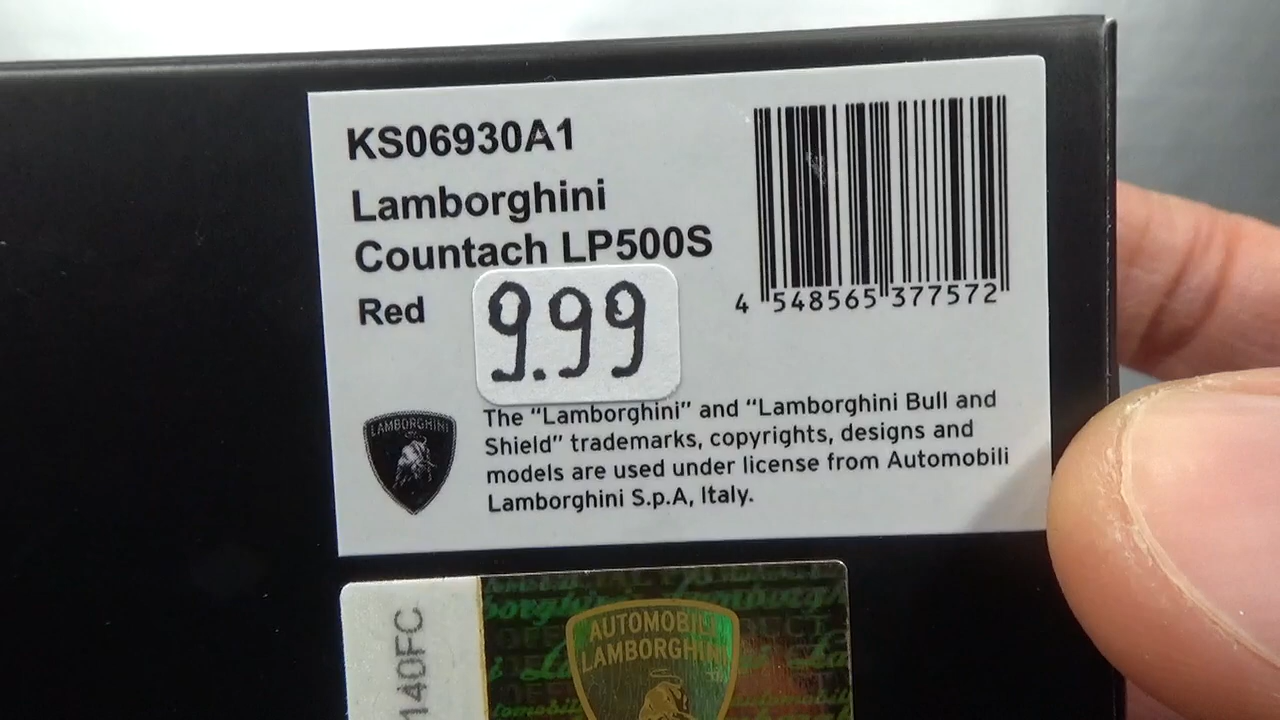 KS06930A1
Lamborghini
Countach LP500S
Red
9.99
4 548565 377572
LAMBORGHINI
The “Lamborghini” and “Lamborghini Bull and
Shield” trademarks, copyrights, designs and
models are used under license from Automobili
Lamborghini S.p.A, Italy.
140FC
AUTOMOBILI
LAMBORGHINI